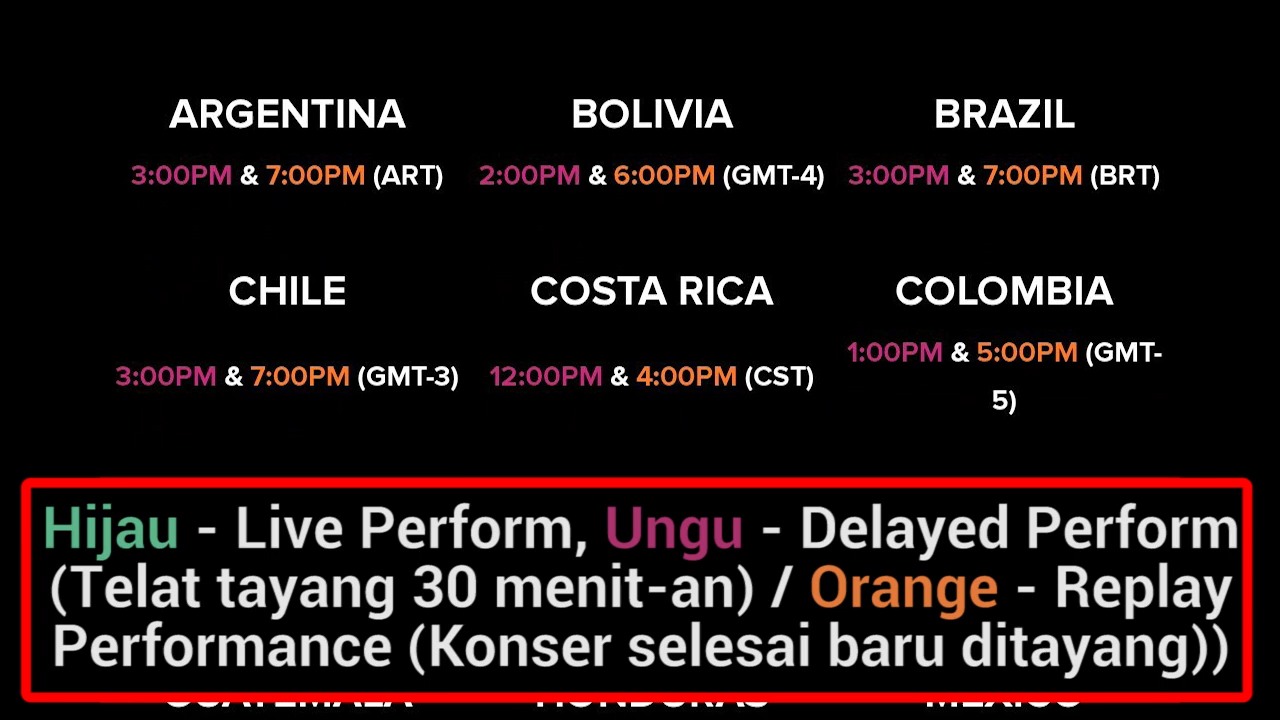 ARGENTINA BOLIVIA BRAZIL
3:00PM & 7:00PM (ART) 2:00PM & 6:00PM (GMT-4) 3:00PM & 7:00PM (BRT)
CHILE COSTA RICA COLOMBIA
3:00PM & 7:00PM (GMT-3) 12:00PM & 4:00PM (CST) 1:00PM & 5:00PM (GMT-
5)
Hijau - Live Perform, Ungu - Delayed Perform
(Telat tayang 30 menit-an) / Orange - Replay
Performance (Konser selesai baru ditayang))
GUATEMALA HONDURAS MEXICO